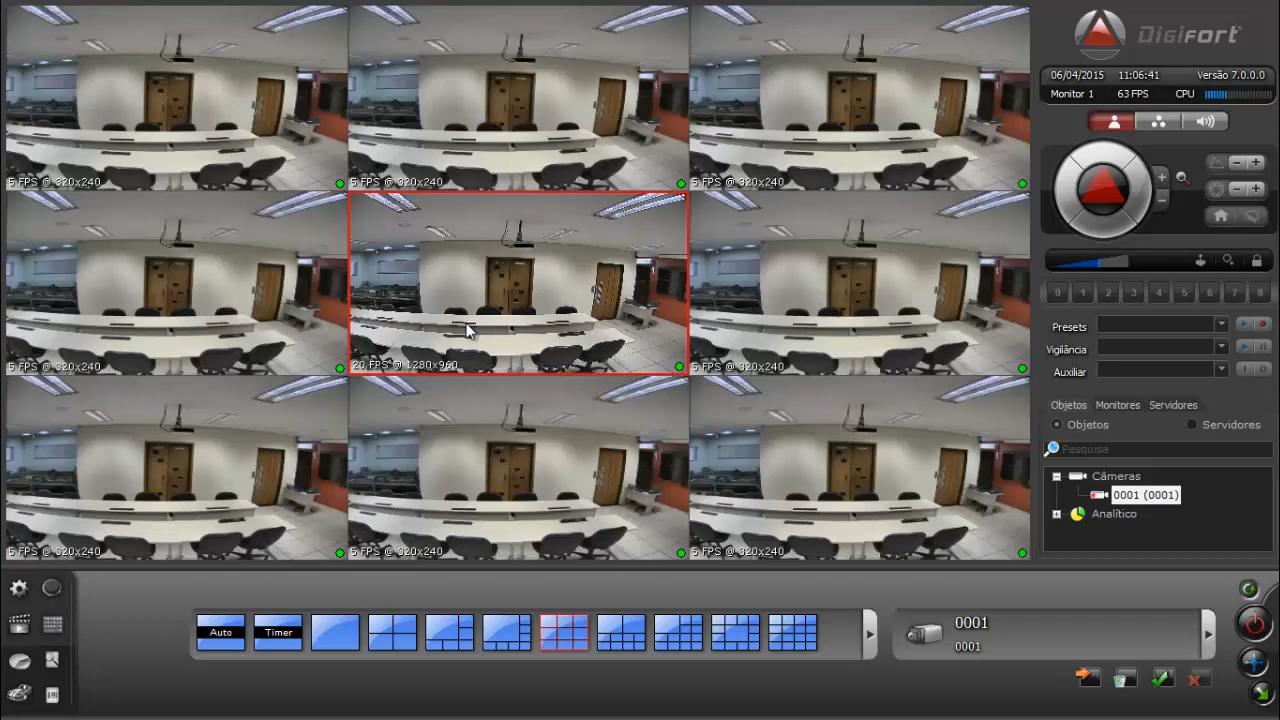 Digifort
06/04/2015 11:06:41 Versão 7.0.0.0
Monitor 1 63 FPS CPU
5 FPS @ 320x240
5 FPS @ 320x240
5 FPS @ 320x240
5 FPS @ 320x240
20 FPS @ 1280x960
5 FPS @ 320x240
5 FPS @ 320x240
5 FPS @ 320x240
5 FPS @ 320x240
0 1 2 3 4 5 6 7 8
Presets
Vigilância
Auxiliar
Objetos Monitores Servidores
Objetos Servidores
Pesquisa
Câmeras
0001 (0001)
Analítico
Auto Timer
0001
0001